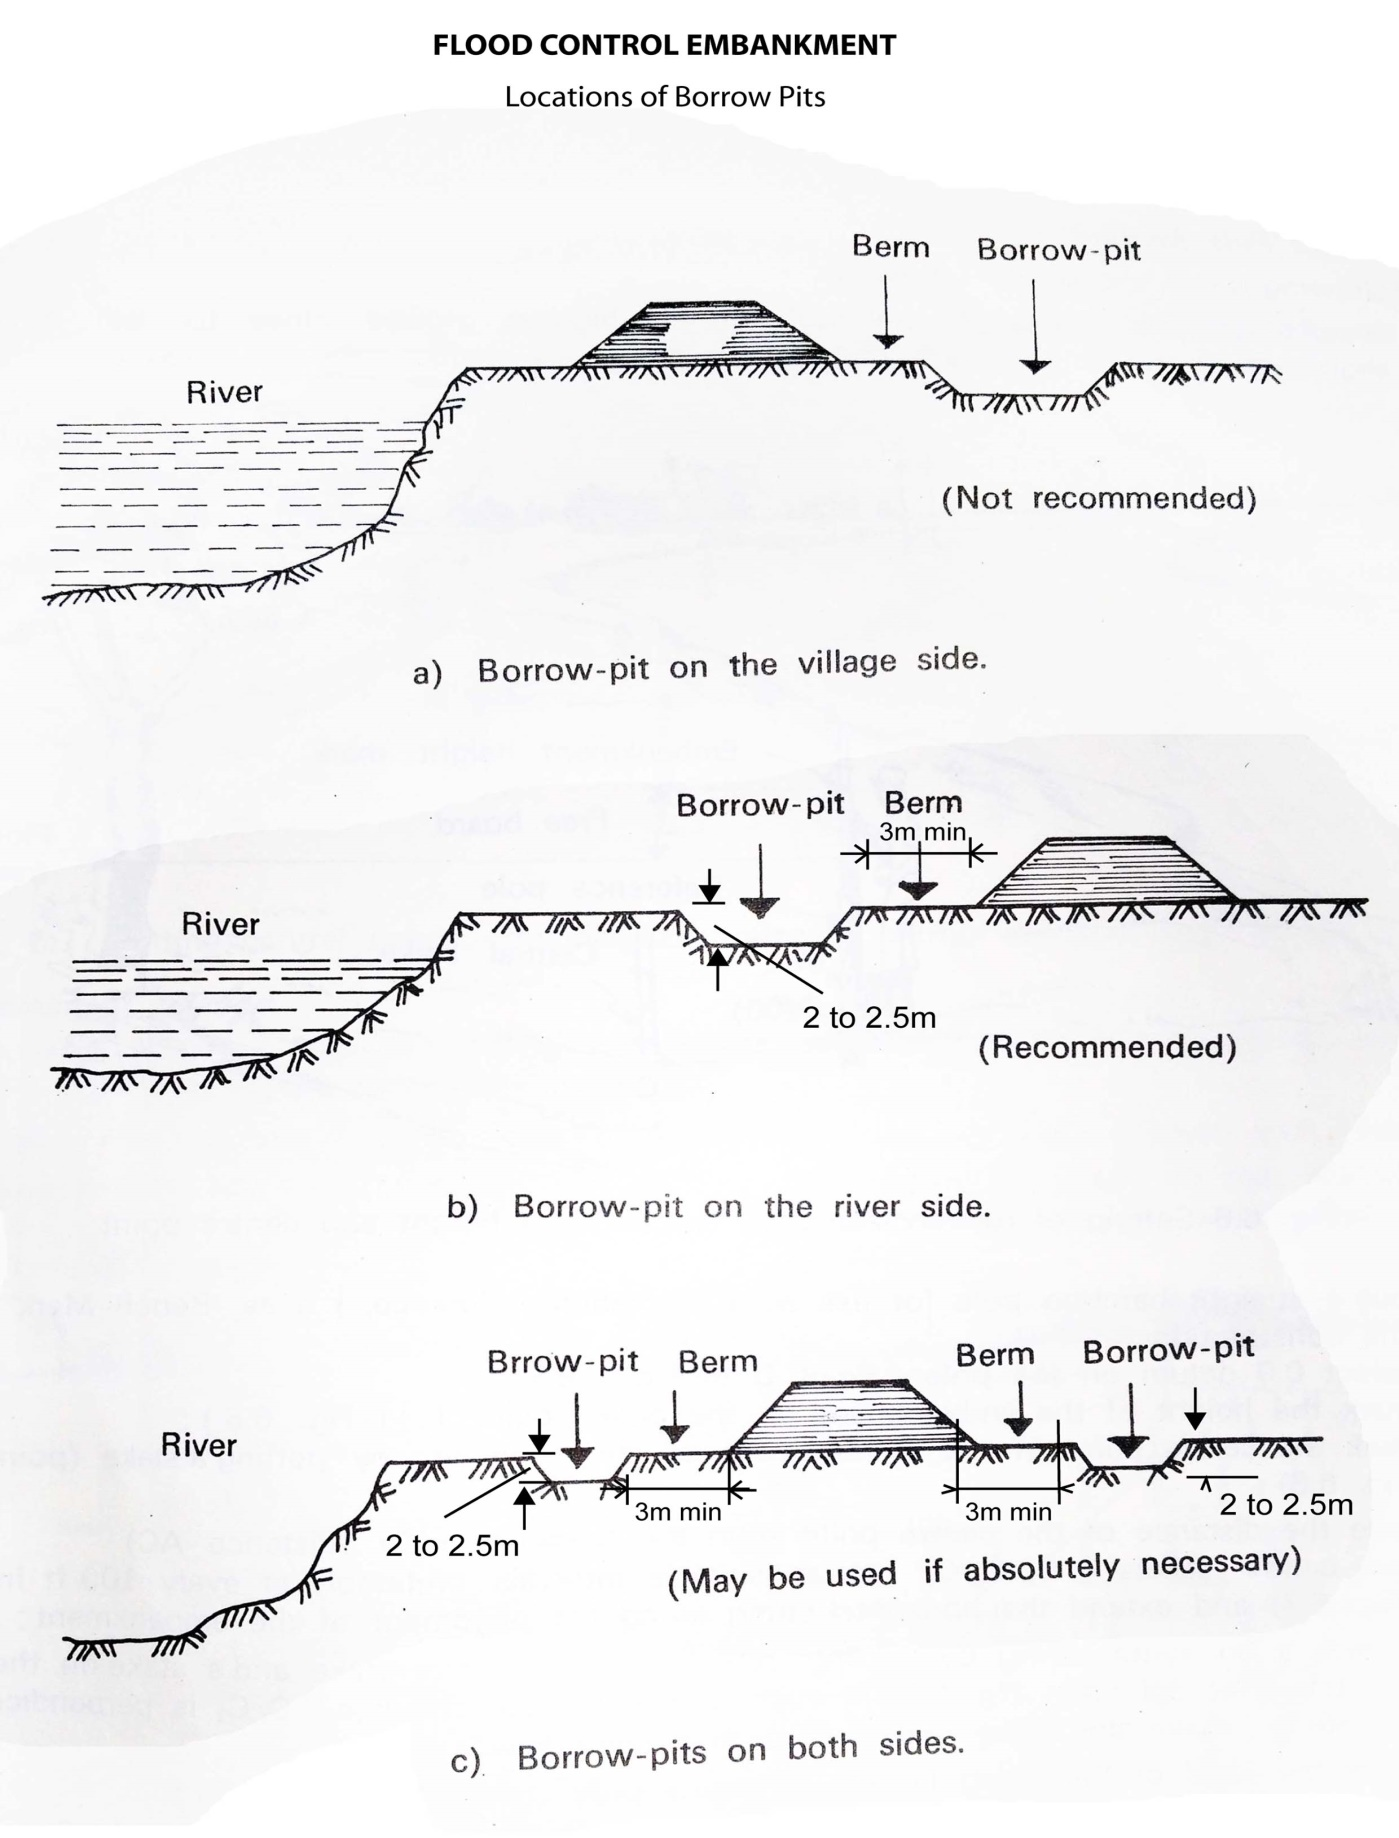 FLOOD CONTROL EMBANKMENT
Locations of Borrow Pits
Berm Borrow-pit
River
(Not recommended)
a) Borrow-pit on the village side.
Borrow-pit Berm
3m min
River
2 to 2.5m
(Recommended)
b) Borrow-pit on the river side.
Brrow-pit Berm Berm Borrow-pit
River
3m min 3m min 2 to 2.5m
2 to 2.5m
(May be used if absolutely necessary)
c) Borrow-pits on both sides.